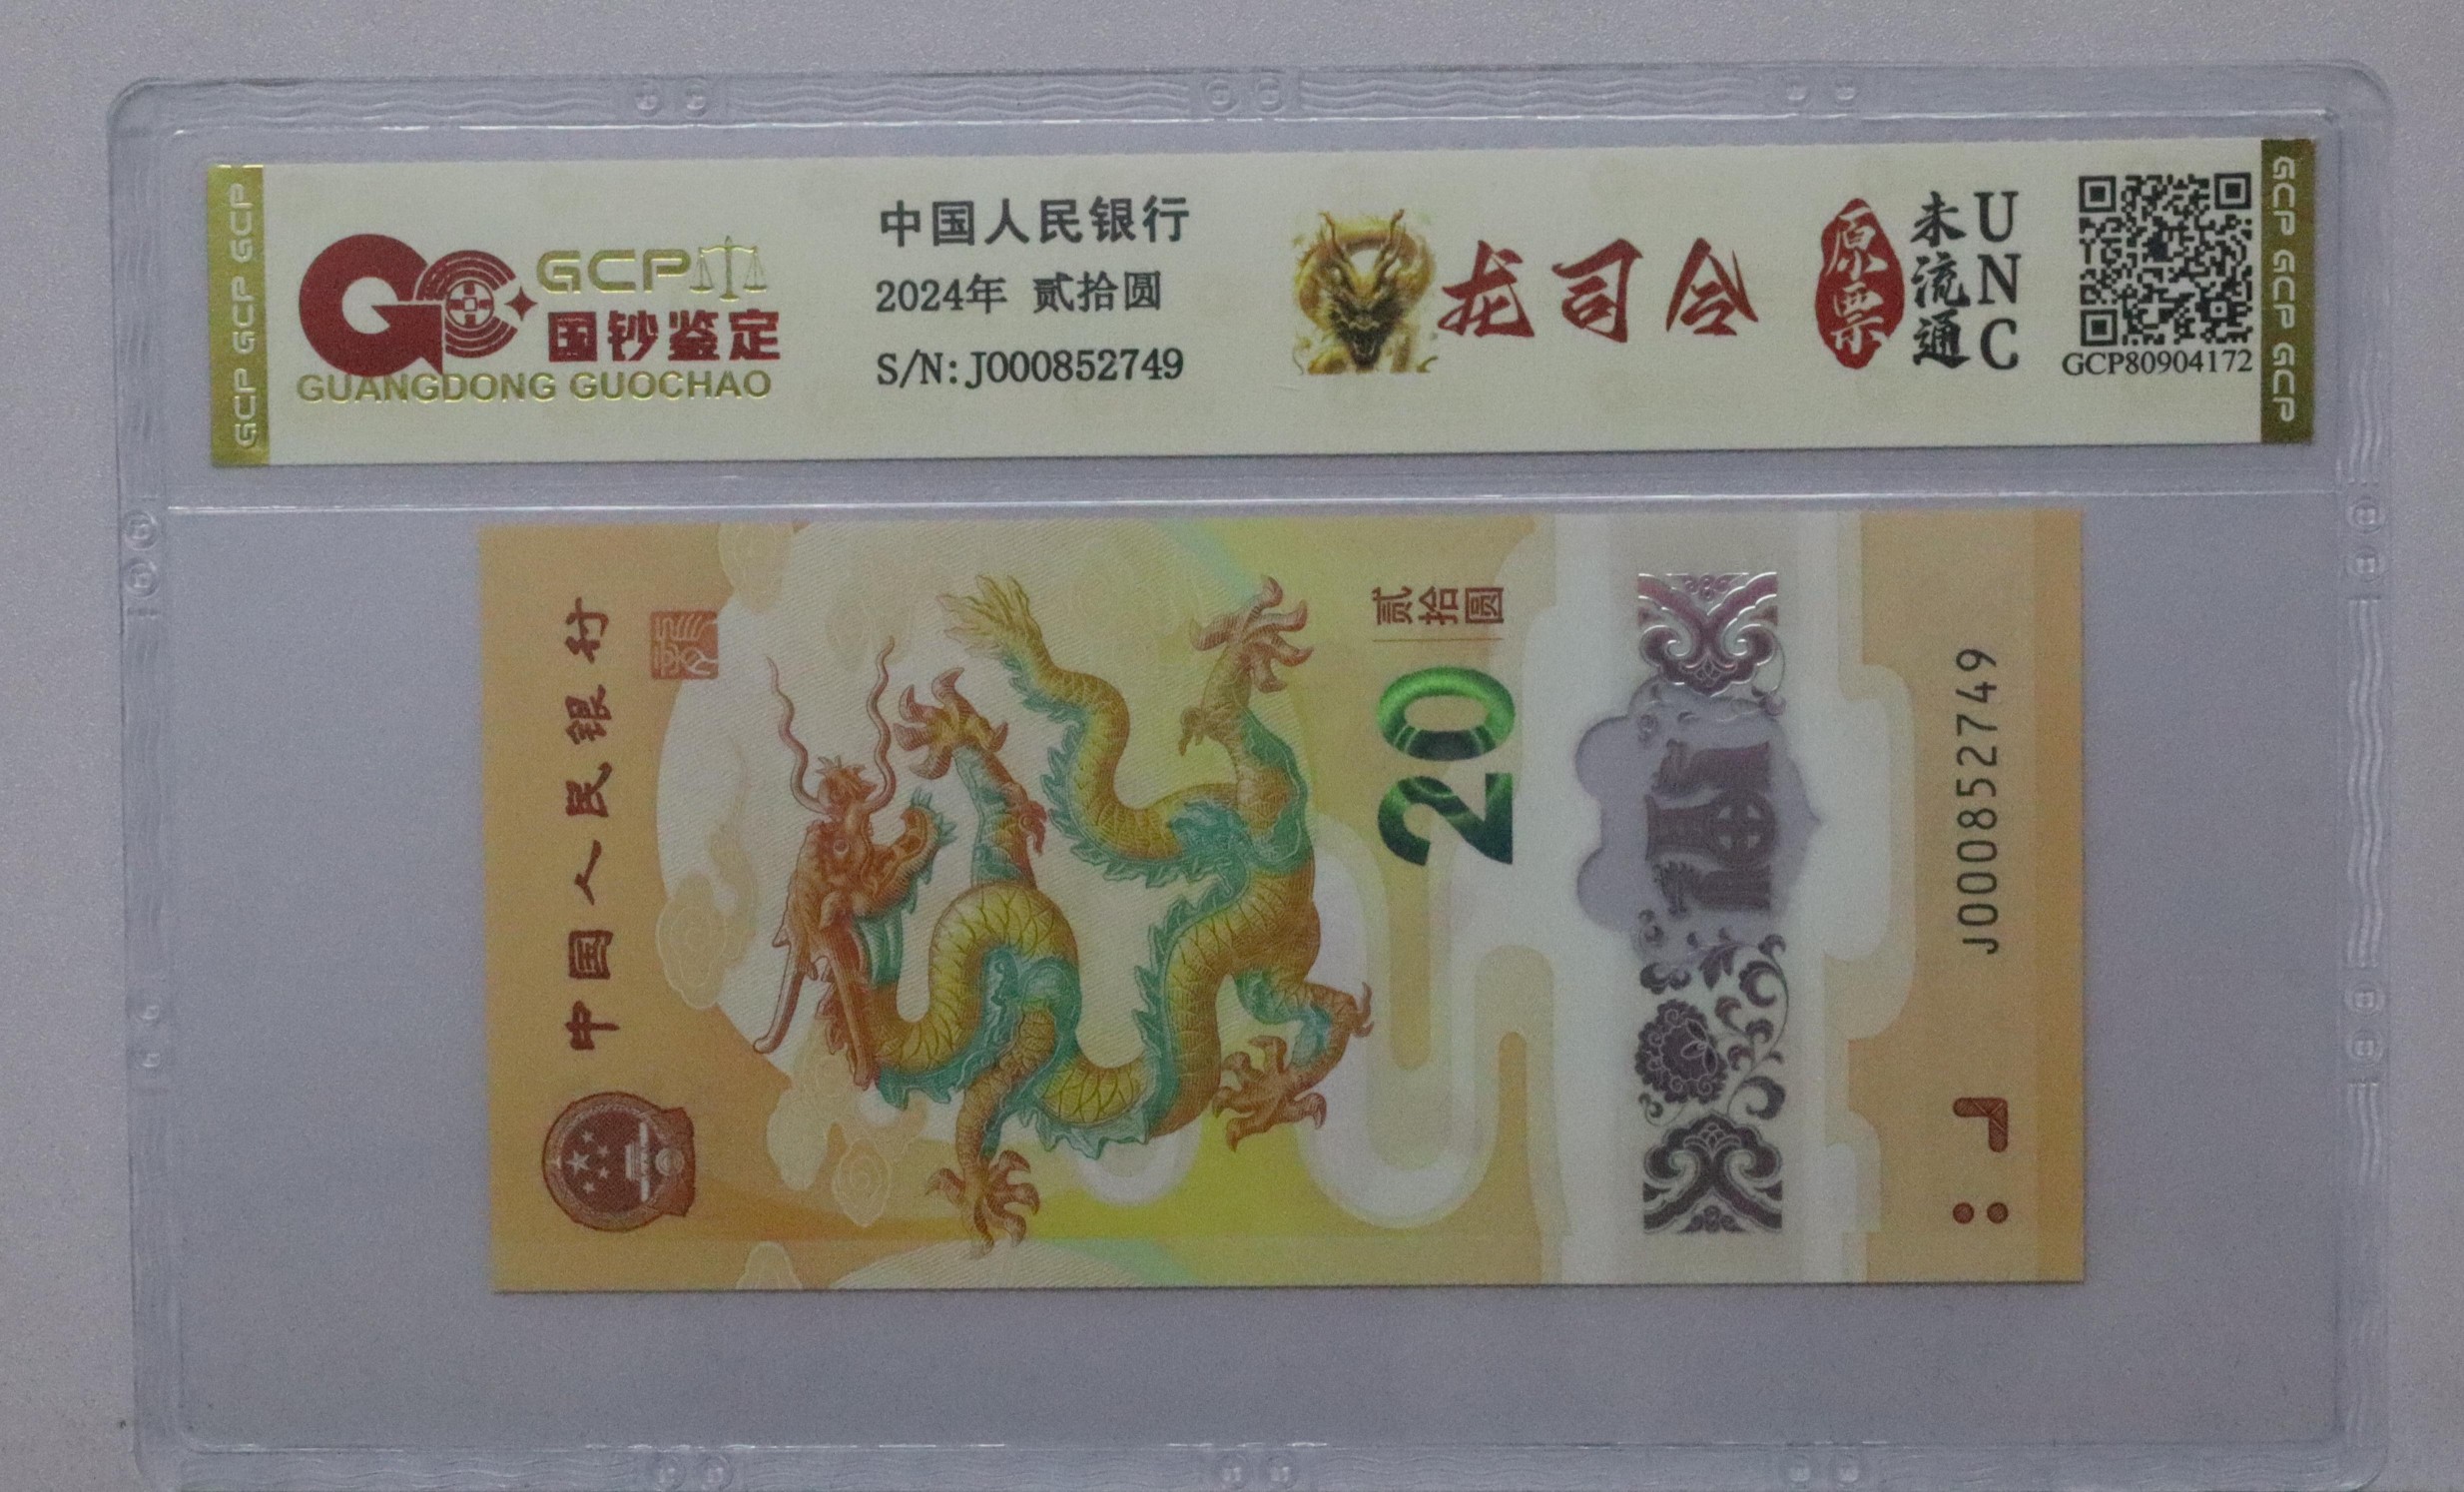 GCP GCP GCP
GCP
国钞鉴定
GUANGDONG GUOCHAO
中国人民银行
2024年 贰拾圆
S/N:J000852749
龙司令
原票
未流通
UNC
GCP80904172
GCP GCP GCP
中国人民银行
贰拾圆
20
J000852749